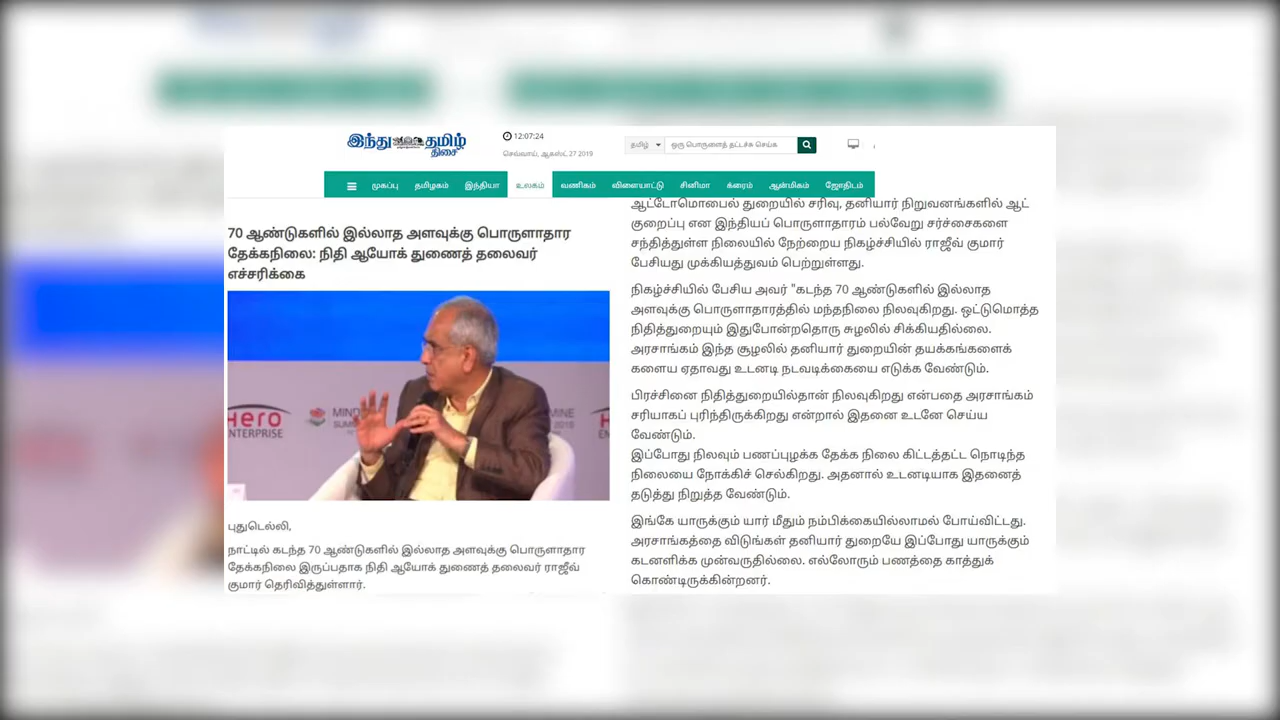 இந்து தமிழ்
திசை
12:07:24
செவ்வாய், ஆகஸ்ட் 27 2019
தமிழ்
ஒரு பொருளைத் தட்டச்சு செய்க
முகப்பு தமிழகம் இந்தியா உலகம் வணிகம் விளையாட்டு சினிமா க்ரைம் ஆன்மிகம் ஜோதிடம்
70 ஆண்டுகளில் இல்லாத அளவுக்கு பொருளாதார
தேக்கநிலை: நிதி ஆயோக் துணைத் தலைவர்
எச்சரிக்கை
Hero
ENTERPRISE
MINE
SUMMIT 2019
புதுடெல்லி,
நாட்டில் கடந்த 70 ஆண்டுகளில் இல்லாத அளவுக்கு பொருளாதார
தேக்கநிலை இருப்பதாக நிதி ஆயோக் துணைத் தலைவர் ராஜீவ்
குமார் தெரிவித்துள்ளார்.
ஆட்டோமொபைல் துறையில் சரிவு, தனியார் நிறுவனங்களில் ஆட்
குறைப்பு என இந்தியப் பொருளாதாரம் பல்வேறு சர்ச்சைகளை
சந்தித்துள்ள நிலையில் நேற்றைய நிகழ்ச்சியில் ராஜீவ் குமார்
பேசியது முக்கியத்துவம் பெற்றுள்ளது.
நிகழ்ச்சியில் பேசிய அவர் "கடந்த 70 ஆண்டுகளில் இல்லாத
அளவுக்கு பொருளாதாரத்தில் மந்தநிலை நிலவுகிறது. ஒட்டுமொத்த
நிதித்துறையும் இதுபோன்றதொரு சுழலில் சிக்கியதில்லை.
அரசாங்கம் இந்த சூழலில் தனியார் துறையின் தயக்கங்களைக்
களைய ஏதாவது உடனடி நடவடிக்கையை எடுக்க வேண்டும்.
பிரச்சினை நிதித்துறையில்தான் நிலவுகிறது என்பதை அரசாங்கம்
சரியாகப் புரிந்திருக்கிறது என்றால் இதனை உடனே செய்ய
வேண்டும்.
இப்போது நிலவும் பணப்புழக்க தேக்க நிலை கிட்டத்தட்ட நொடிந்த
நிலையை நோக்கிச் செல்கிறது. அதனால் உடனடியாக இதனைத்
தடுத்து நிறுத்த வேண்டும்.
இங்கே யாருக்கும் யார் மீதும் நம்பிக்கையில்லாமல் போய்விட்டது.
அரசாங்கத்தை விடுங்கள் தனியார் துறையே இப்போது யாருக்கும்
கடனளிக்க முன்வருதில்லை. எல்லோரும் பணத்தை காத்துக்
கொண்டிருக்கின்றனர்.